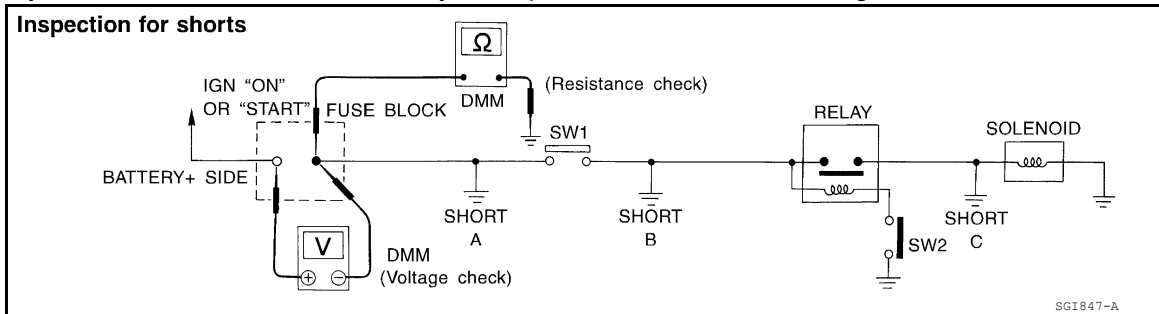 Inspection for shorts
Ω
IGN "ON"
OR "START"
FUSE BLOCK
DMM
(Resistance check)
SW1
RELAY
SOLENOID
BATTERY+ SIDE
SHORT
A
SHORT
B
SHORT
C
SW2
V
+ −
DMM
(Voltage check)
SGI847-A